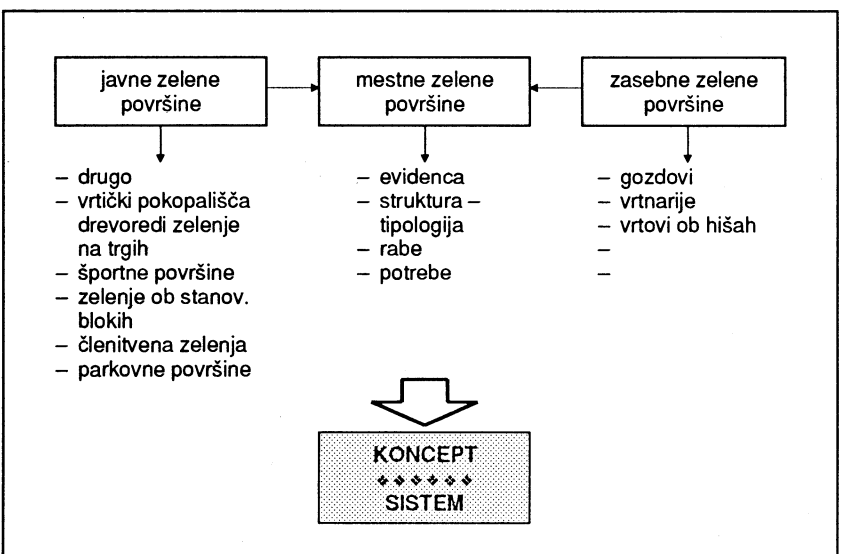 javne zelene
površine
mestne zelene
površine
zasebne zelene
površine
– drugo
– vrtički pokopališča
drevoredi zelenje
na trgih
– športne površine
– zelenje ob stanov.
blokih
– členitvena zelenja
– parkovne površine
– evidenca
– struktura –
tipologija
– rabe
– potrebe
– gozdovi
– vrtnarije
– vrtovi ob hišah
–
–
KONCEPT
SISTEM